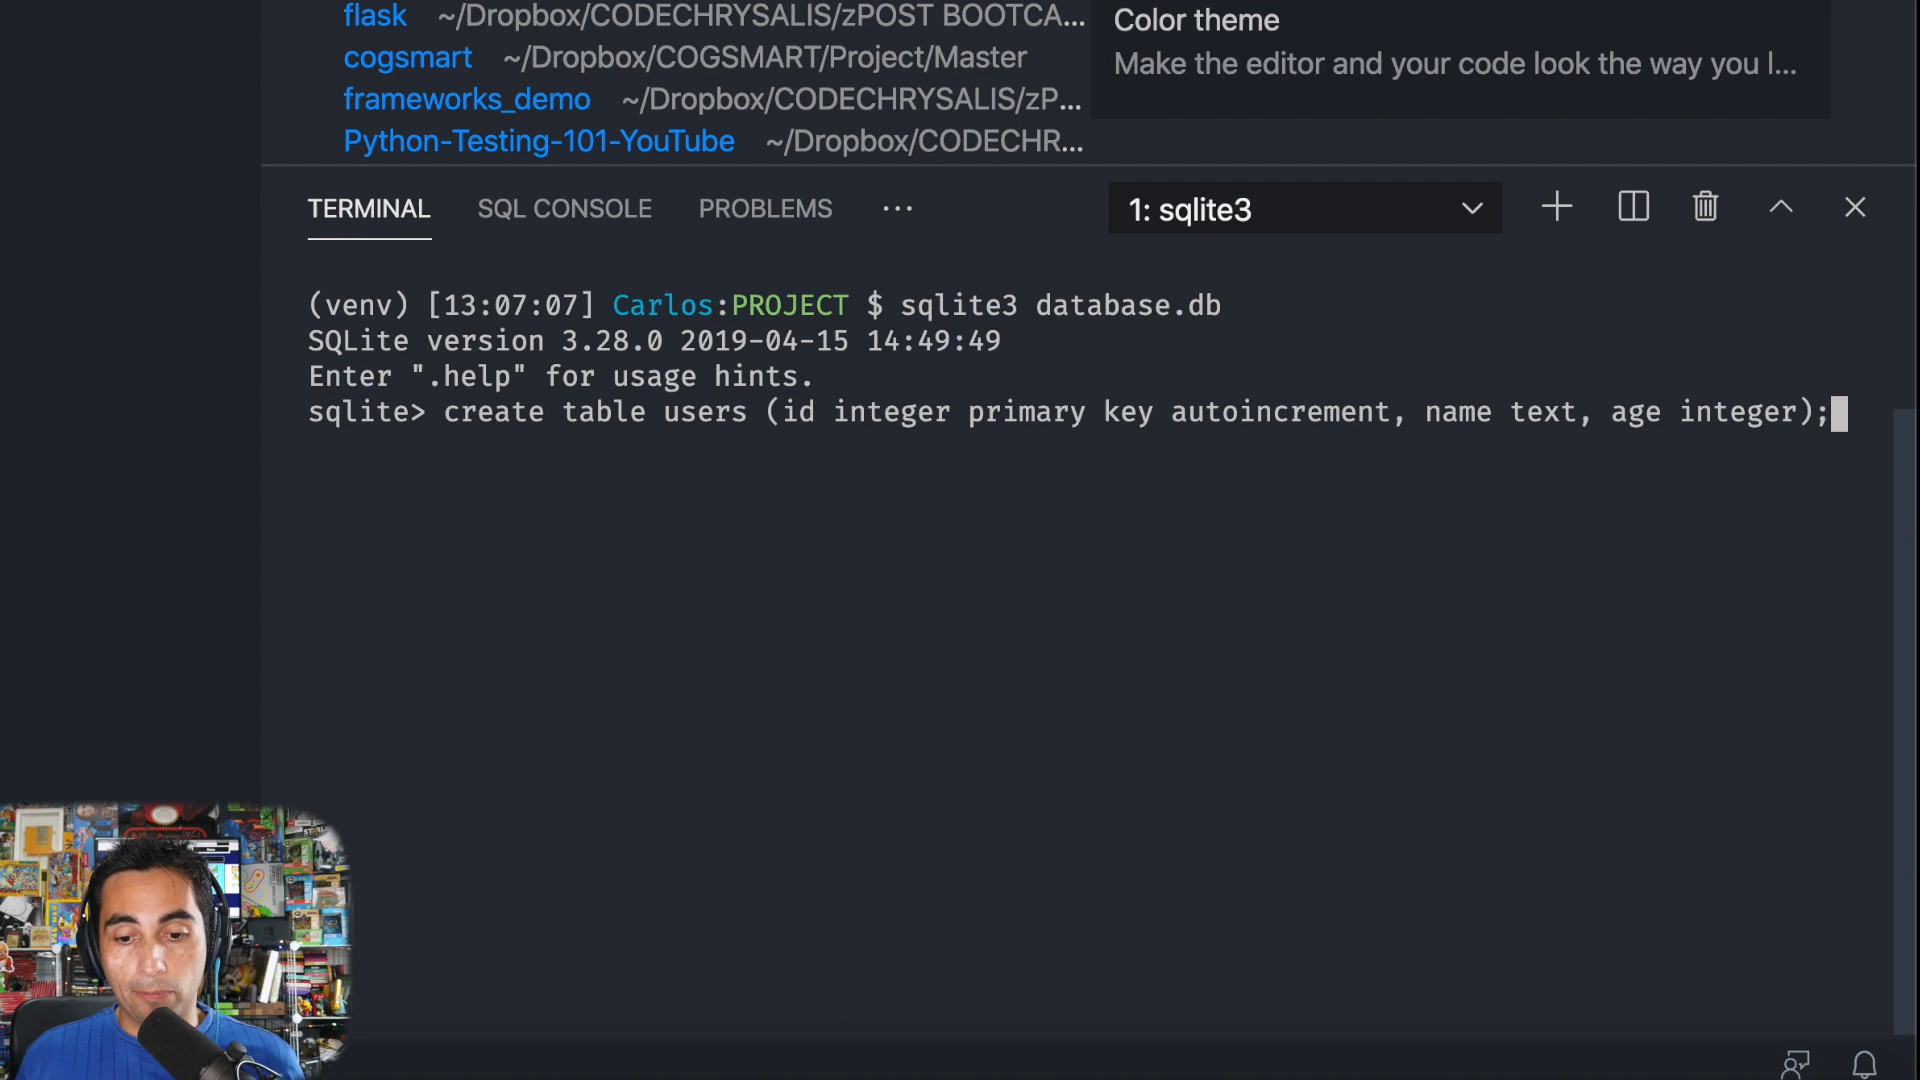 flask ~/Dropbox/CODECHRYSALIS/zPOST BOOTCA...
Color theme
cogsmart ~/Dropbox/COGSMART/Project/Master
Make the editor and your code look the way you l...
frameworks_demo ~/Dropbox/CODECHRYSALIS/zP...
Python-Testing-101-YouTube ~/Dropbox/CODECHR...
TERMINAL SQL CONSOLE PROBLEMS ... 1: sqlite3
(venv) [13:07:07] Carlos:PROJECT $ sqlite3 database.db
SQLite version 3.28.0 2019-04-15 14:49:49
Enter ".help" for usage hints.
sqlite> create table users (id integer primary key autoincrement, name text, age integer);